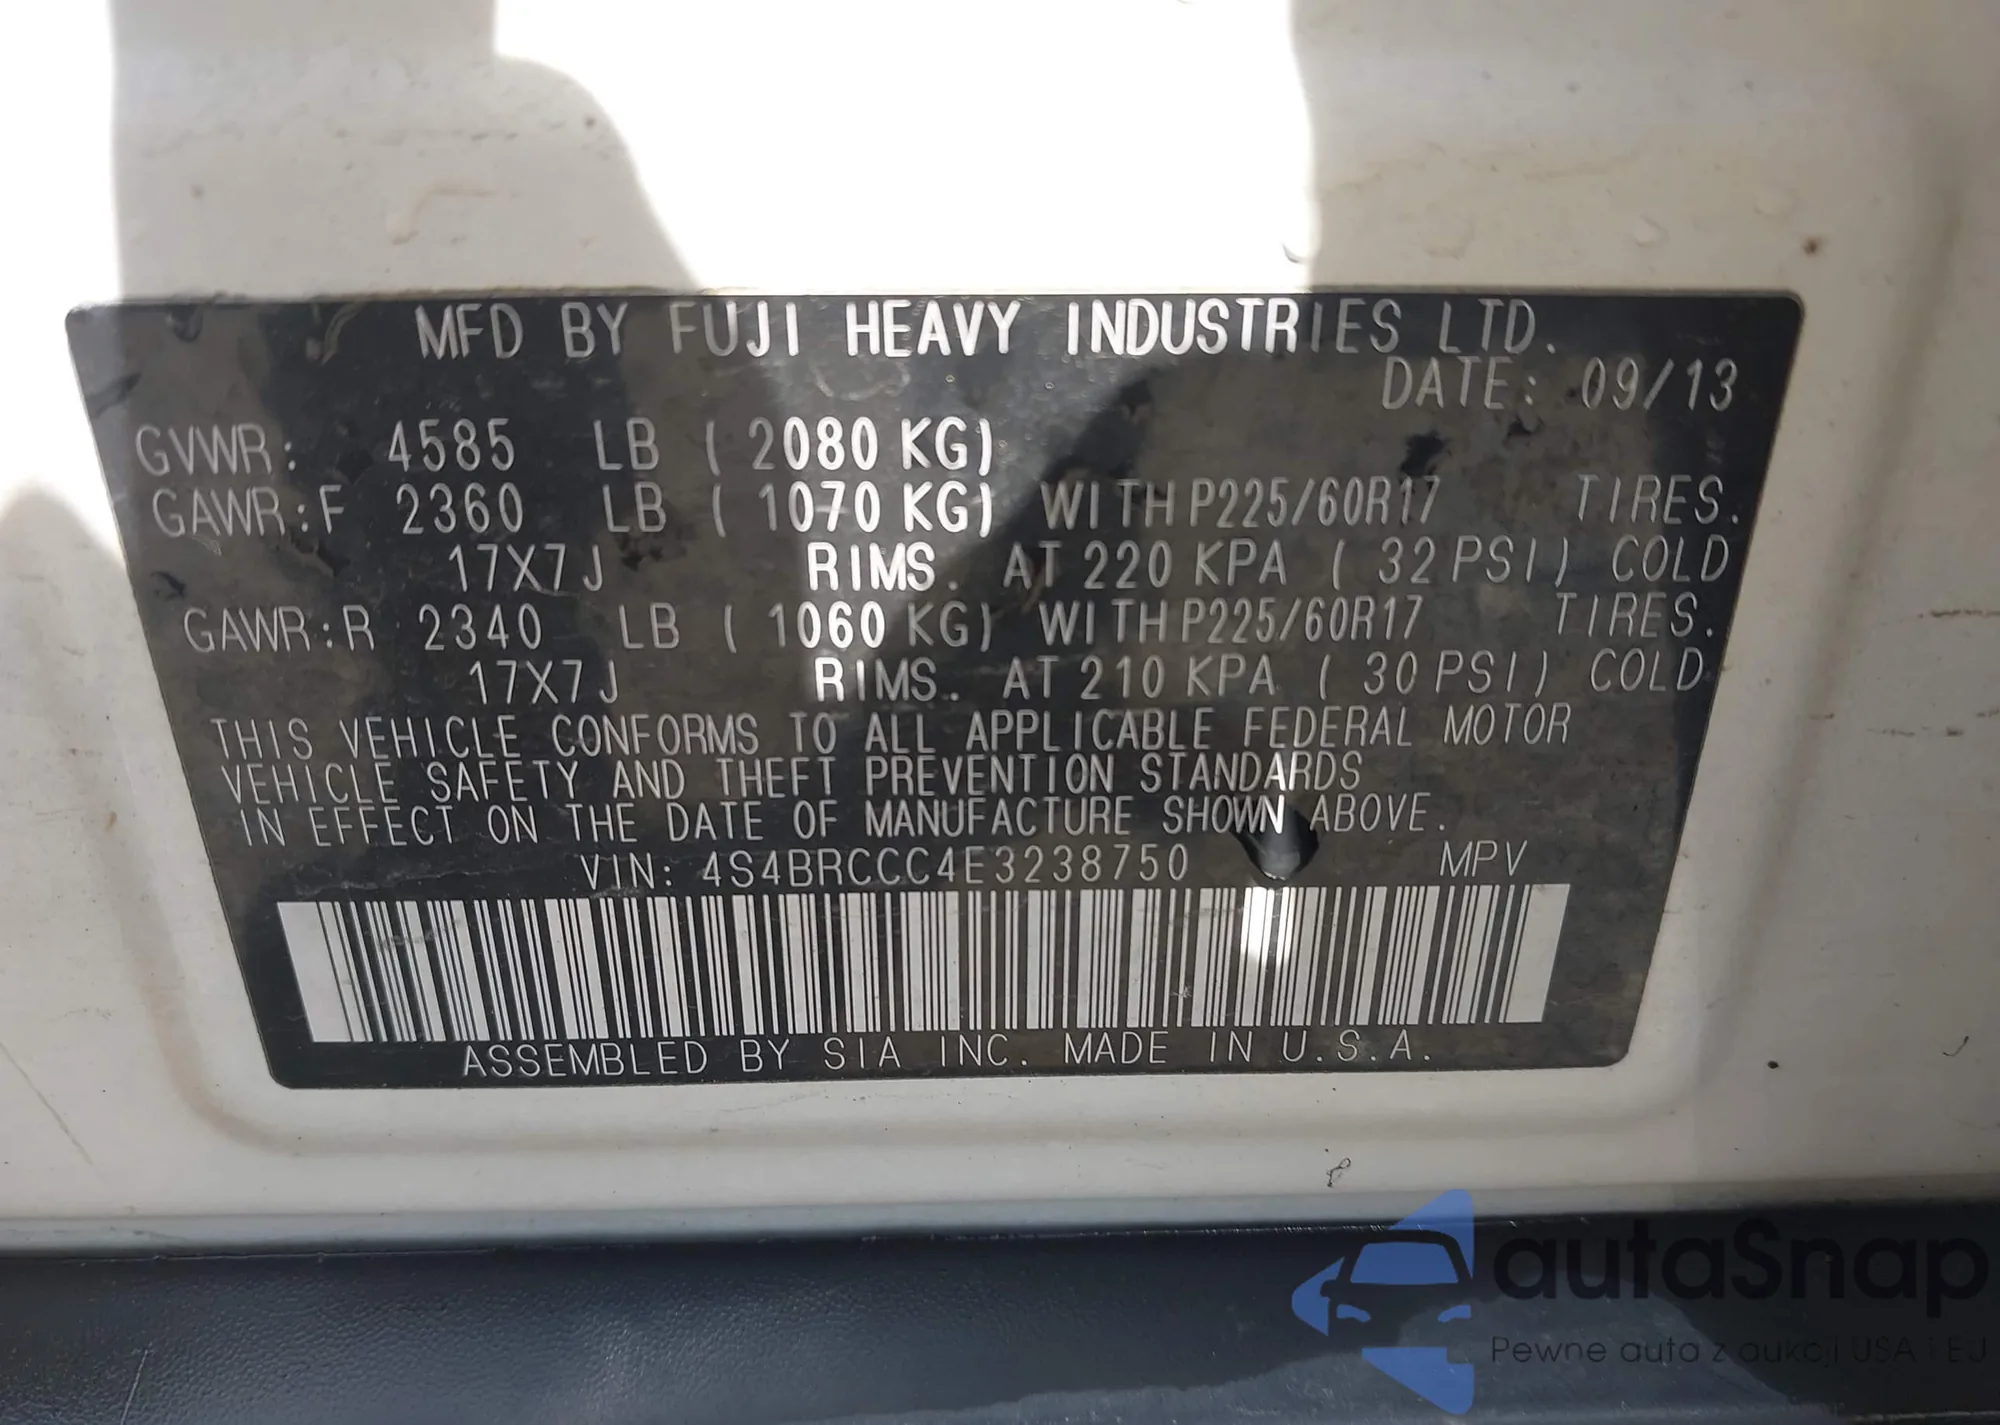 MFD BY FUJI HEAVY INDUSTRIES LTD.
DATE: 09/13
GVWR: 4585 LB ( 2080 KG)
GAWR:F 2360 LB ( 1070 KG) WITH P225/60R17 TIRES.
17X7J RIMS. AT 220 KPA ( 32 PSI) COLD
GAWR:R 2340 LB ( 1060 KG) WITH P225/60R17 TIRES.
17X7J RIMS. AT 210 KPA ( 30 PSI) COLD
THIS VEHICLE CONFORMS TO ALL APPLICABLE FEDERAL MOTOR
VEHICLE SAFETY AND THEFT PREVENTION STANDARDS
IN EFFECT ON THE DATE OF MANUFACTURE SHOWN ABOVE.
VIN: 4S4BRCCC4E3238750 MPV
ASSEMBLED BY SIA INC. MADE IN U.S.A.
autaSnap
Pewne auta z aukcji USA i EU